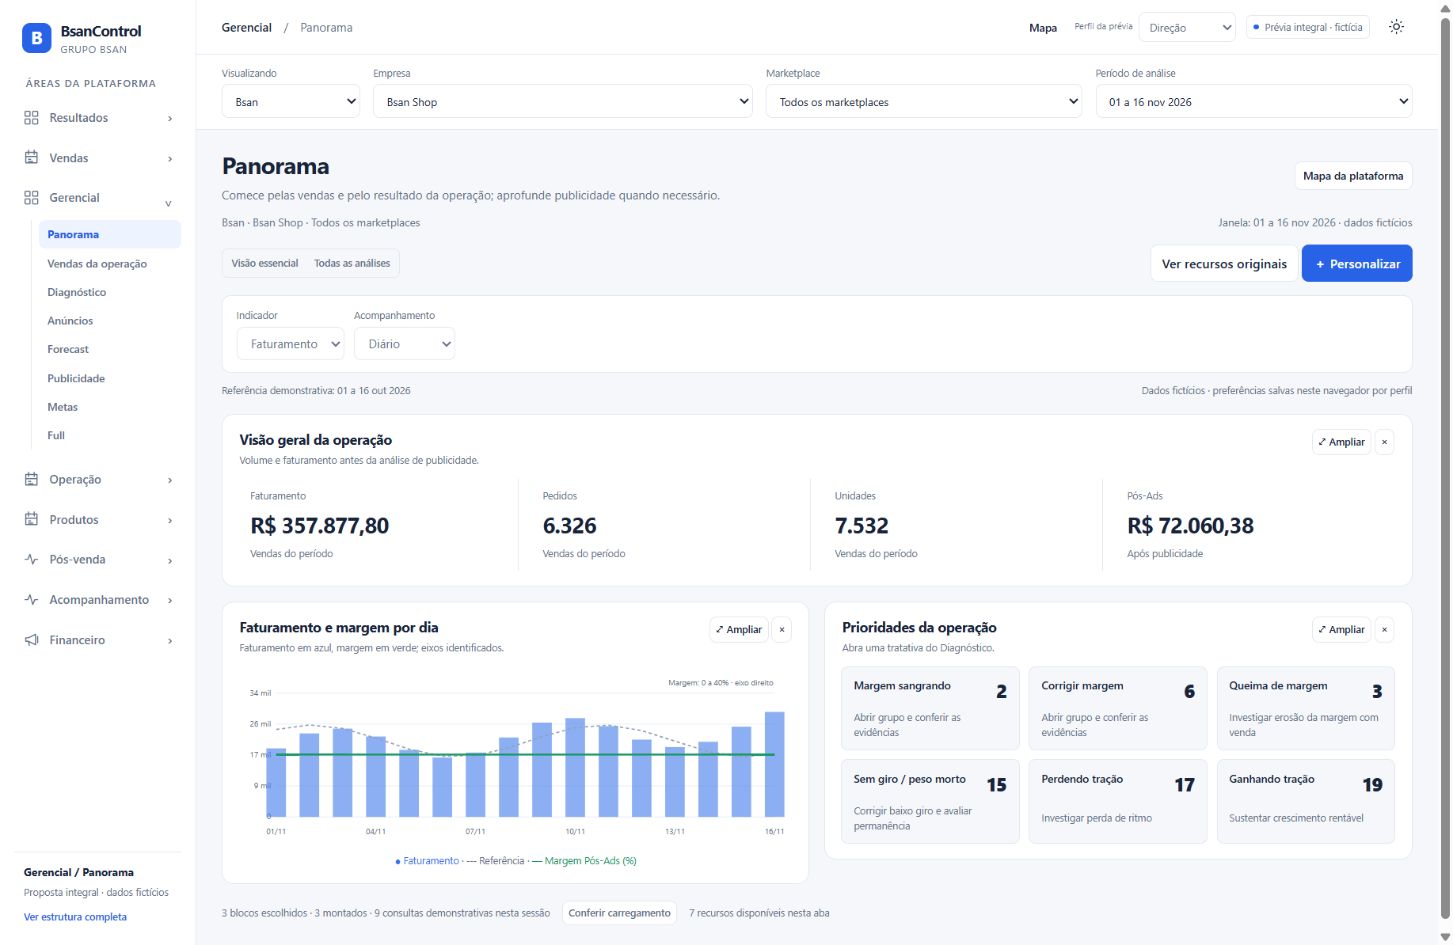 B
BsanControl
GRUPO BSAN
ÁREAS DA PLATAFORMA
Resultados
Vendas
Gerencial
Panorama
Vendas da operação
Diagnóstico
Anúncios
Forecast
Publicidade
Metas
Full
Operação
Produtos
Pós-venda
Acompanhamento
Financeiro
Gerencial / Panorama
Proposta integral · dados fictícios
Ver estrutura completa
Gerencial / Panorama
Mapa
Perfil da prévia
Direção
Prévia integral · fictícia
Visualizando
Bsan
Empresa
Bsan Shop
Marketplace
Todos os marketplaces
Período de análise
01 a 16 nov 2026
Panorama
Comece pelas vendas e pelo resultado da operação; aprofunde publicidade quando necessário.
Mapa da plataforma
Bsan · Bsan Shop · Todos os marketplaces
Janela: 01 a 16 nov 2026 · dados fictícios
Visão essencial
Todas as análises
Ver recursos originais
+ Personalizar
Indicador
Faturamento
Acompanhamento
Diário
Referência demonstrativa: 01 a 16 out 2026
Dados fictícios · preferências salvas neste navegador por perfil
Visão geral da operação
Volume e faturamento antes da análise de publicidade.
⤢ Ampliar
×
Faturamento
R$ 357.877,80
Vendas do período
Pedidos
6.326
Vendas do período
Unidades
7.532
Vendas do período
Pós-Ads
R$ 72.060,38
Após publicidade
Faturamento e margem por dia
Faturamento em azul, margem em verde; eixos identificados.
⤢ Ampliar
×
Margem: 0 a 40% · eixo direito
34 mil
26 mil
17 mil
9 mil
0
01/11
04/11
07/11
10/11
13/11
16/11
● Faturamento · --- Referência · — Margem Pós-Ads (%)
Prioridades da operação
Abra uma tratativa do Diagnóstico.
⤢ Ampliar
×
Margem sangrando
2
Abrir grupo e conferir as
evidências
Corrigir margem
6
Abrir grupo e conferir as
evidências
Queima de margem
3
Investigar erosão da margem com
venda
Sem giro / peso morto
15
Corrigir baixo giro e avaliar
permanência
Perdendo tração
17
Investigar perda de ritmo
Ganhando tração
19
Sustentar crescimento rentável
3 blocos escolhidos · 3 montados · 9 consultas demonstrativas nesta sessão
Conferir carregamento
7 recursos disponíveis nesta aba